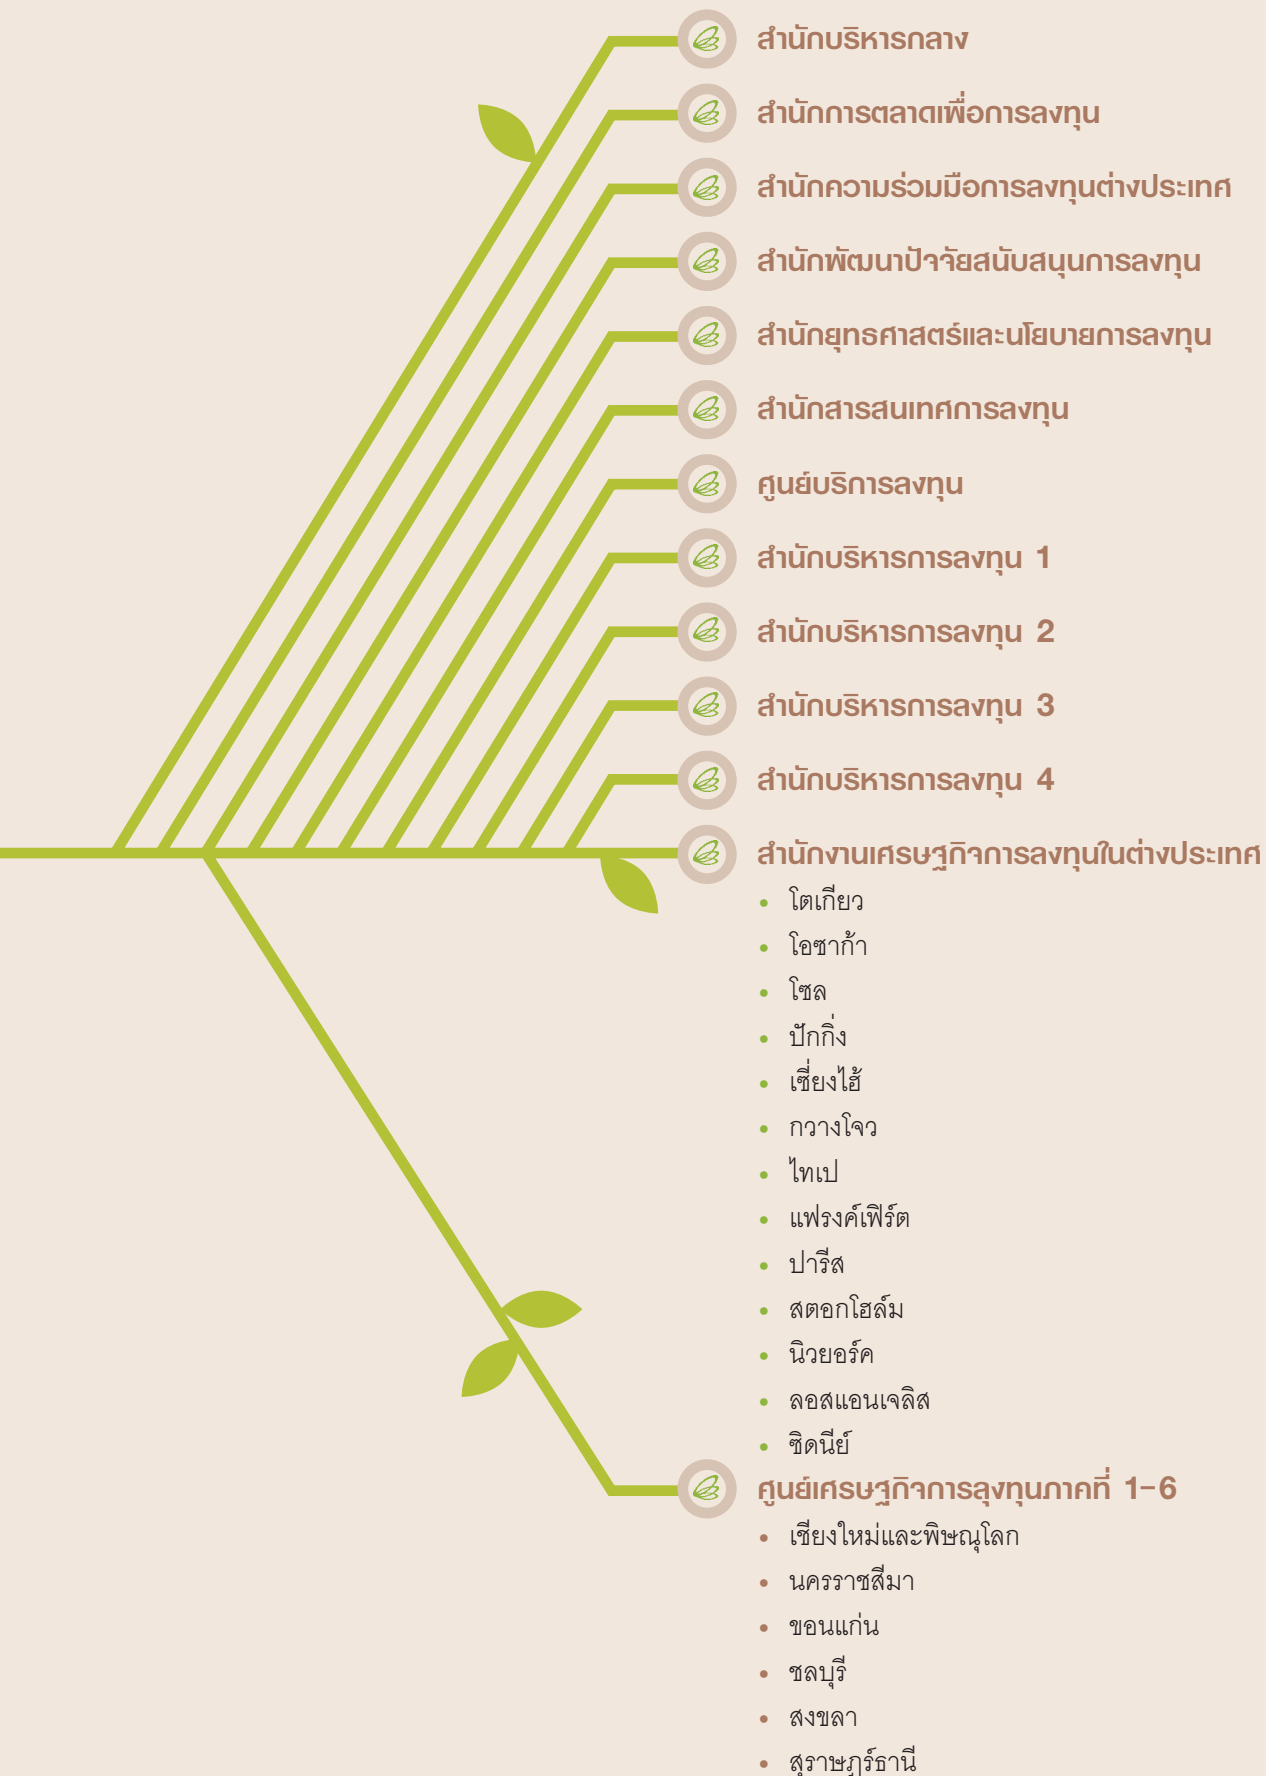 สำนักบริหารกลาง
สำนักการตลาดเพื่อการลงทุน
สำนักความร่วมมือการลงทุนต่างประเทศ
สำนักพัฒนาปัจจัยสนับสนุนการลงทุน
สำนักยุทธศาสตร์และนโยบายการลงทุน
สำนักสารสนเทศการลงทุน
ศูนย์บริการลงทุน
สำนักบริหารการลงทุน 1
สำนักบริหารการลงทุน 2
สำนักบริหารการลงทุน 3
สำนักบริหารการลงทุน 4
สำนักงานเศรษฐกิจการลงทุนในต่างประเทศ
• โตเกียว
• โอซาก้า
• โซล
• ปักกิ่ง
• เซี่ยงไฮ้
• กวางโจว
• ไทเป
• แฟรงค์เฟิร์ต
• ปารีส
• สตอกโฮล์ม
• นิวยอร์ค
• ลอสแอนเจลิส
• ซิดนีย์
ศูนย์เศรษฐกิจการลุงทุนภาคที่ 1-6
• เชียงใหม่และพิษณุโลก
• นครราชสีมา
• ขอนแก่น
• ชลบุรี
• สงขลา
• สุราษฎร์ธานี